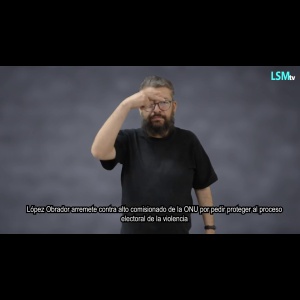 LSMtv
López Obrador arremete contra alto comisionado de la ONU por pedir proteger al proceso
electoral de la violencia